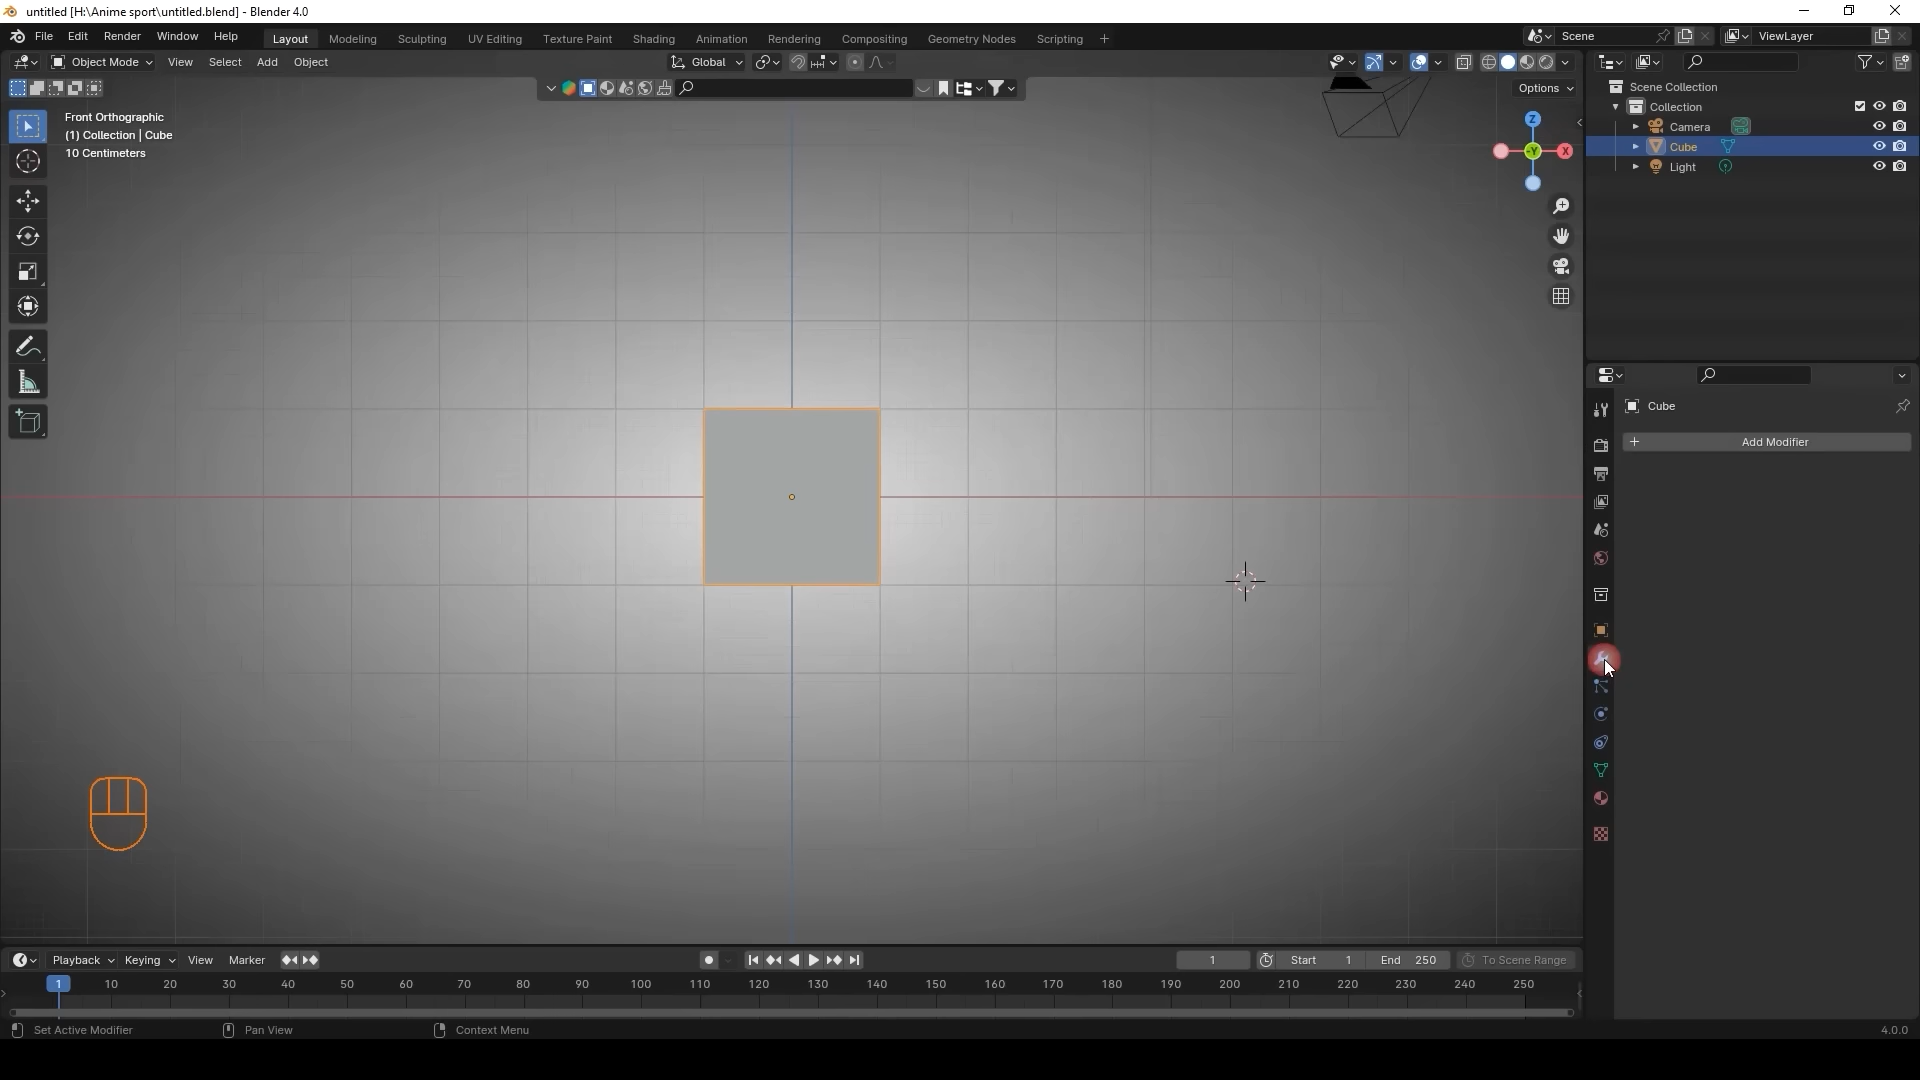 untitled [H:\Anime sport\untitled.blend] - Blender 4.0
File Edit Render Window Help Layout Modeling Sculpting UV Editing Texture Paint Shading Animation Rendering Compositing Geometry Nodes Scripting + Scene ViewLayer
Object Mode View Select Add Object Global
Options
Front Orthographic
(1) Collection | Cube
10 Centimeters
Z
-Y
X
Scene Collection
Collection
Camera
Cube
Light
Cube
+ Add Modifier
Playback Keying View Marker 1 Start 1 End 250 To Scene Range
1 10 20 30 40 50 60 70 80 90 100 110 120 130 140 150 160 170 180 190 200 210 220 230 240 250
Set Active Modifier Pan View Context Menu 4.0.0